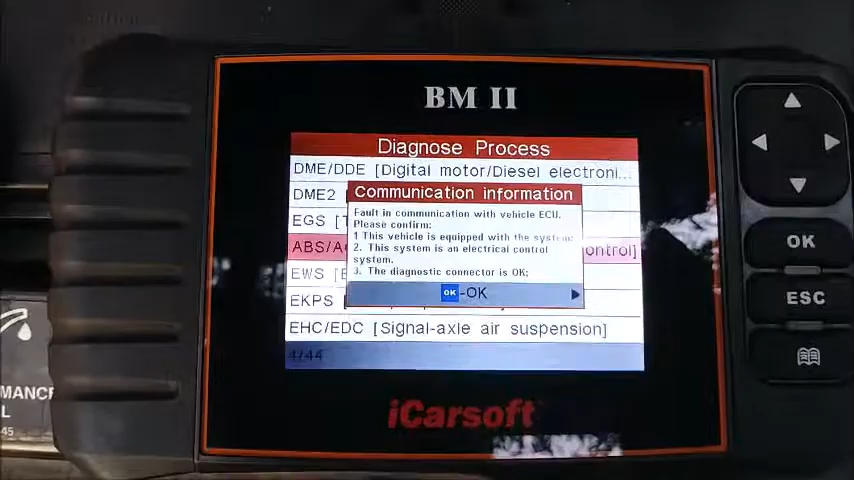 BM II
Diagnose Process
DME/DDE [Digital motor/Diesel electroni...
DME2
Communication information
EGS [T
Fault in communication with vehicle ECU.
Please confirm:
1 This vehicle is equipped with the system;
ABS/A
2. This system is an electrical control
system.
ontrol]
EWS [E
3. The diagnostic connector is OK;
EKPS
OK -OK
EHC/EDC [Signal-axle air suspension]
4/44
iCarsoft
OK
ESC
MANCE
L
45